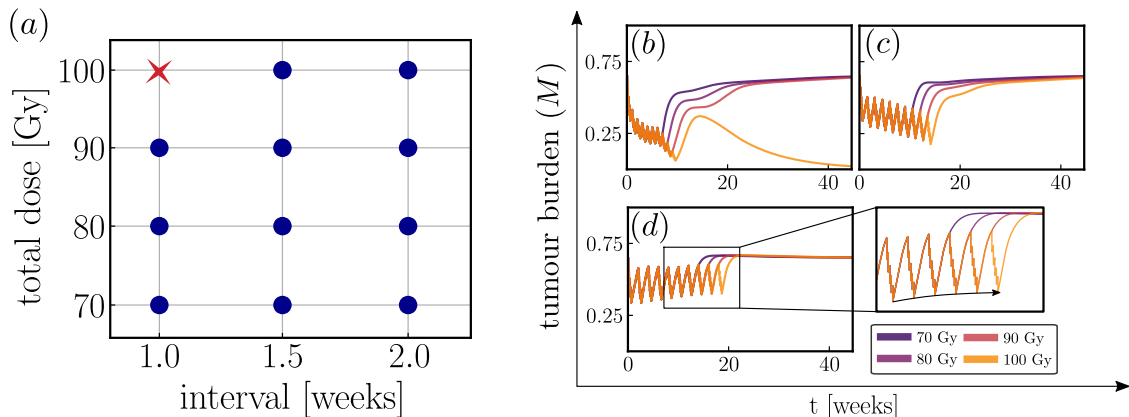 (a)
total dose [Gy]
100
90
80
70
1.0 1.5 2.0
interval [weeks]
tumour burden (M)
(b)
0.75
0.25
0 20 40
(c)
0 20 40
(d)
0.75
0.25
0 20 40
70 Gy 90 Gy
80 Gy 100 Gy
t [weeks]